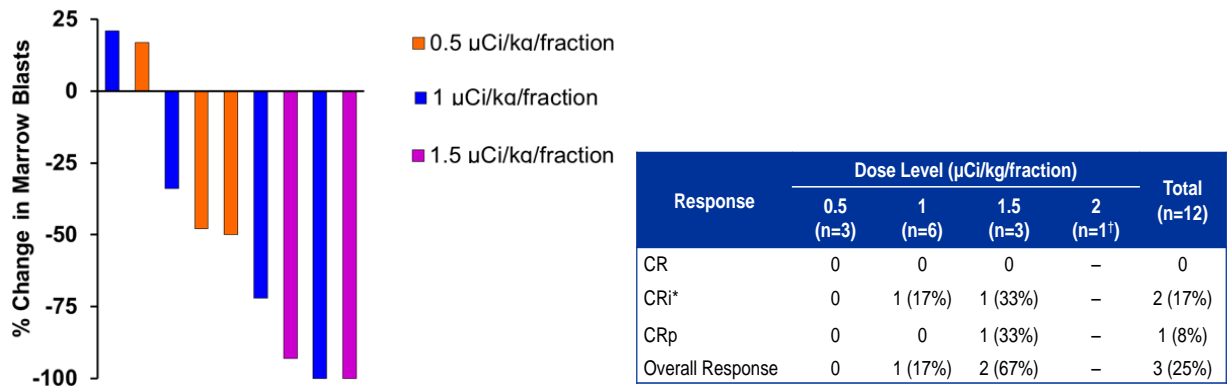 % Change in Marrow Blasts
25
0
-25
-50
-75
-100
0.5 µCi/kg/fraction
1 µCi/kg/fraction
1.5 µCi/kg/fraction
Response Dose Level (µCi/kg/fraction) Total (n=12)
0.5 (n=3) 1 (n=6) 1.5 (n=3) 2 (n=1†)
CR 0 0 0 – 0
CRi* 0 1 (17%) 1 (33%) – 2 (17%)
CRp 0 0 1 (33%) – 1 (8%)
Overall Response 0 1 (17%) 2 (67%) – 3 (25%)